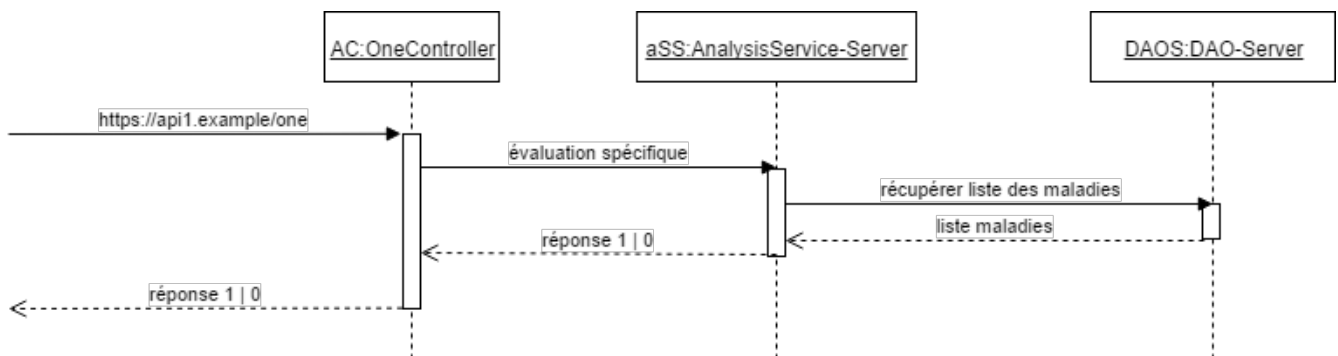 AC:OneController
aSS:AnalysisService-Server
DAOS:DAO-Server
https://api1.example/one
évaluation spécifique
récupérer liste des maladies
liste maladies
réponse 1 | 0
réponse 1 | 0